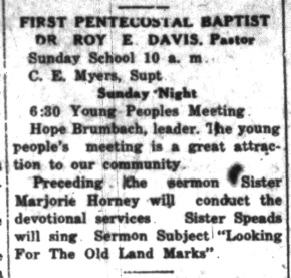 FIRST PENTECOSTAL BAPTIST
DR ROY E. DAVIS, Pastor
Sunday School 10 a. m.
C. E. Myers, Supt
Sunday Night
6:30 Young Peoples Meeting
Hope Brumbach, leader. The young
people's meeting is a great attrac-
tion to our community
Preceding the sermon Sister
Marjorie Horney will conduct the
devotional services Sister Speads
will sing Sermon Subject "Looking
For The Old Land Marks"